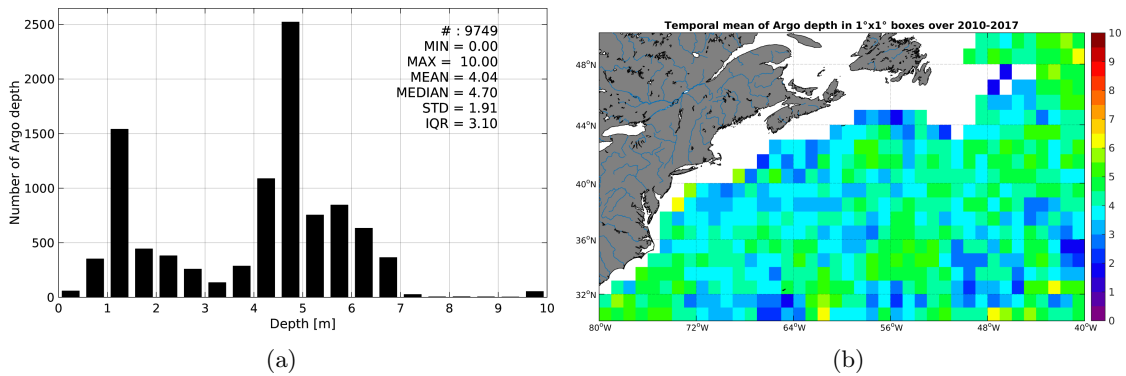 # : 9749
MIN = 0.00
MAX = 10.00
MEAN = 4.04
MEDIAN = 4.70
STD = 1.91
IQR = 3.10
Number of Argo depth
2500
2000
1500
1000
500
0
0 1 2 3 4 5 6 7 8 9 10
Depth [m]
(a)
Temporal mean of Argo depth in 1°x1° boxes over 2010-2017
48°N
44°N
40°N
36°N
32°N
80°W 72°W 64°W 56°W 48°W 40°W
10
9
8
7
6
5
4
3
2
1
0
(b)